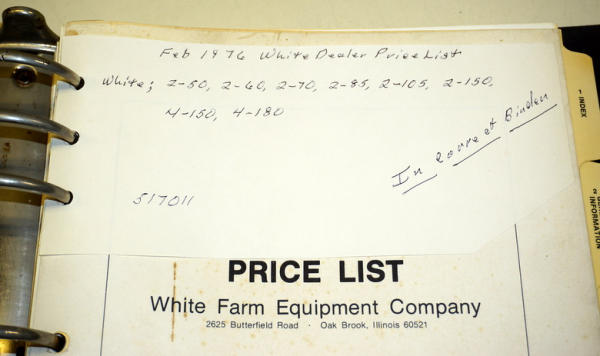 Feb 1976 White Dealer Price List
White; 2-50, 2-60, 2-70, 2-85, 2-105, 2-150,
4-150, 4-180
In Correct Binder
517011
PRICE LIST
White Farm Equipment Company
2625 Butterfield Road · Oak Brook, Illinois 60521
1 INDEX
INFORMATION